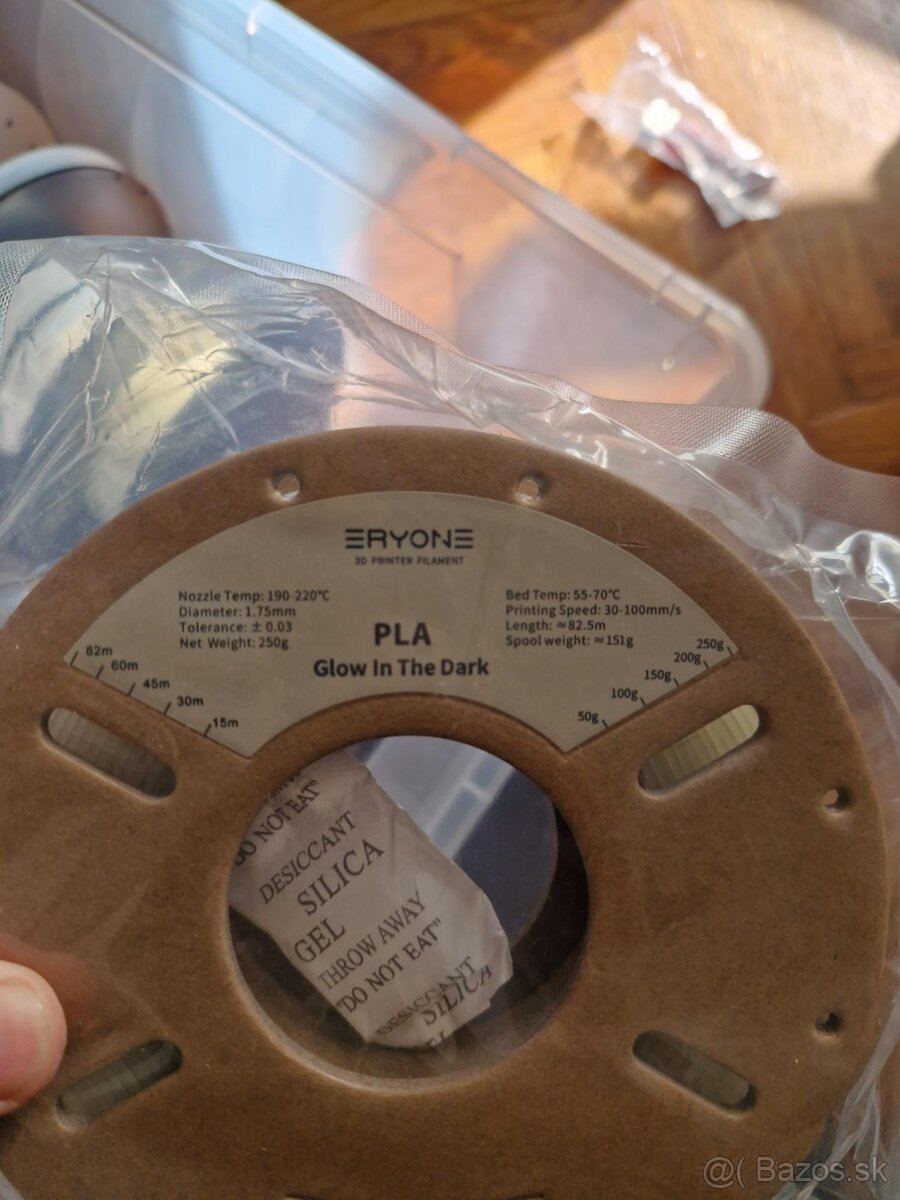 ERYONE
3D PRINTER FILAMENT
Nozzle Temp: 190-220℃
Diameter: 1.75mm
Tolerance: ± 0.03
Net Weight: 250g
Bed Temp: 55-70℃
Printing Speed: 30-100mm/s
Length: ≈82.5m
Spool weight: ≈151g
PLA
Glow In The Dark
82m
60m
45m
30m
15m
250g
200g
150g
100g
50g
DO NOT EAT"
DESICCANT
SILICA
GEL
THROW AWAY
"DO NOT EAT"
DESICCANT
SILICA
GEL
@( Bazos.sk